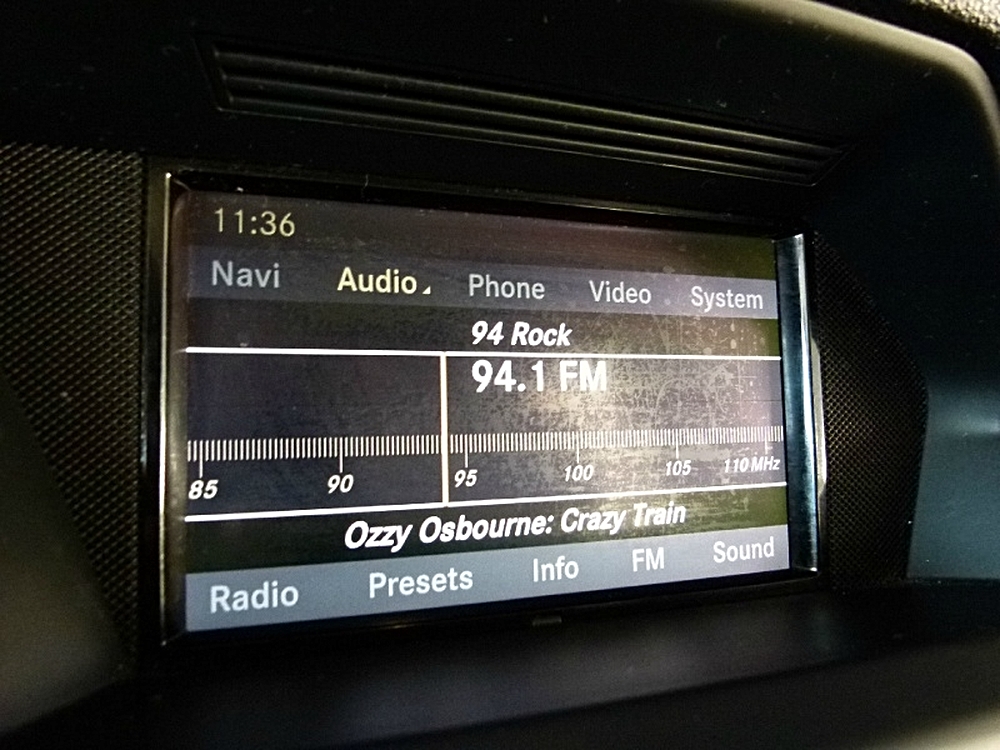 11:36
Navi Audio Phone Video System
94 Rock
94.1 FM
85 90 95 100 105 110 MHz
Ozzy Osbourne: Crazy Train
Radio Presets Info FM Sound